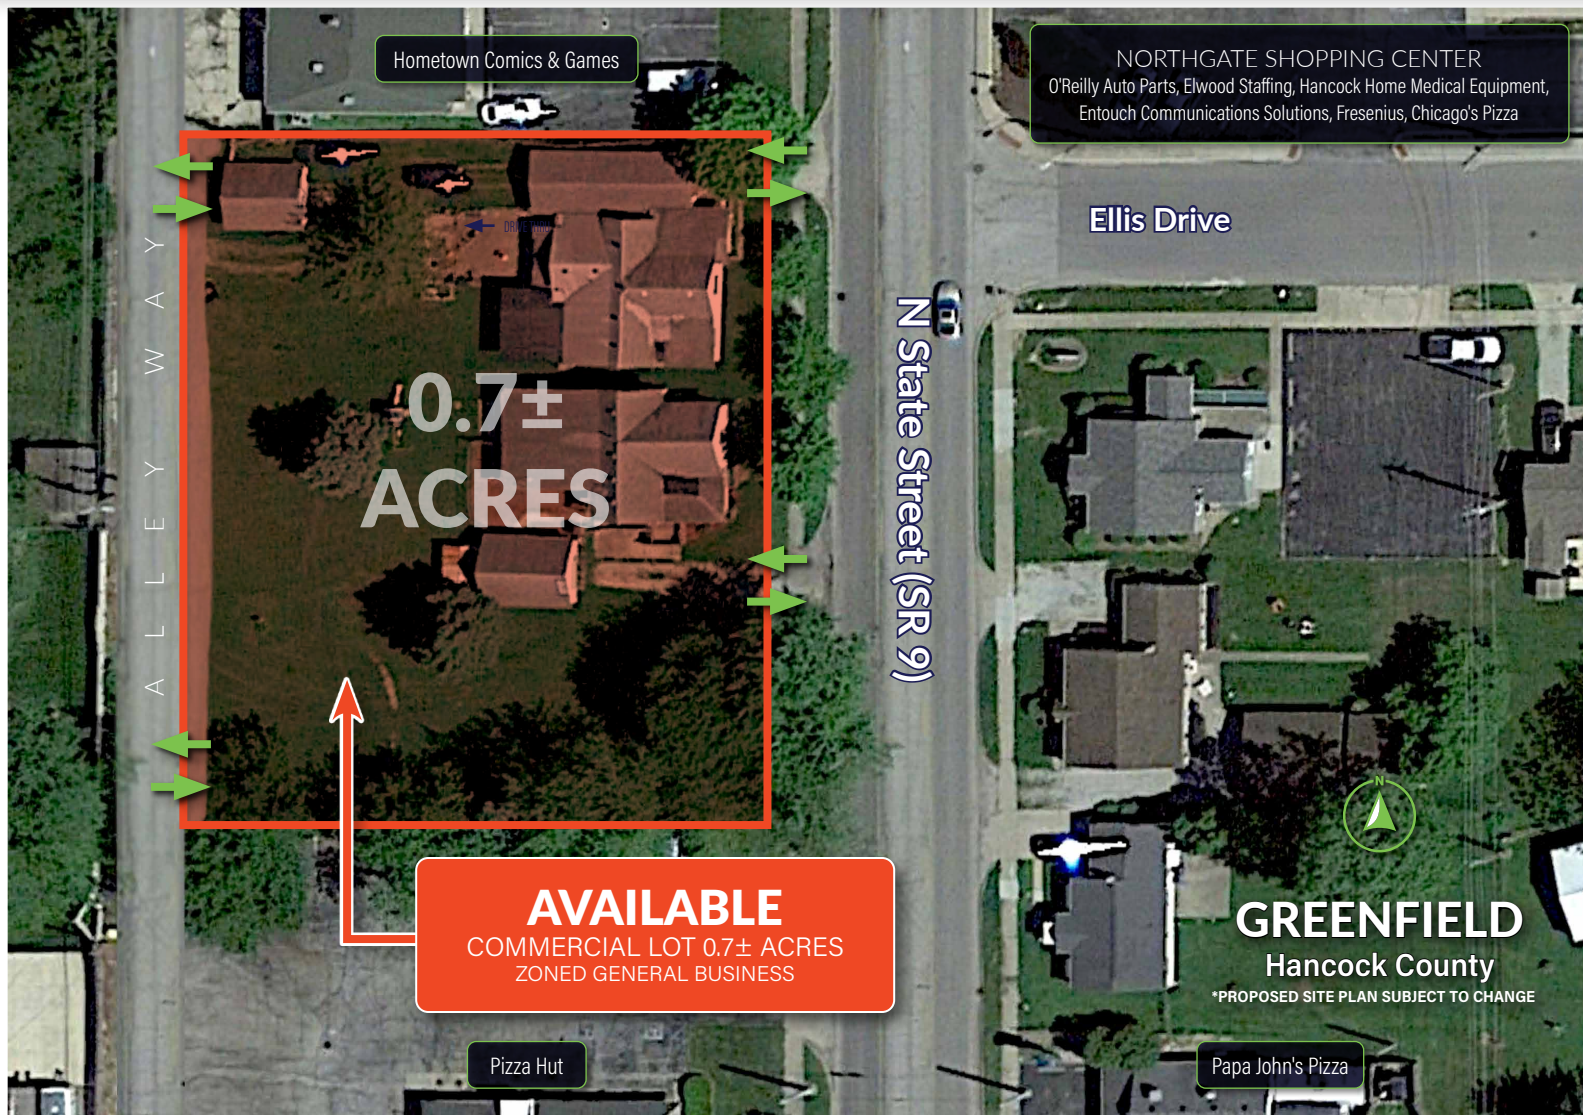 Hometown Comics & Games
NORTHGATE SHOPPING CENTER
O'Reilly Auto Parts, Elwood Staffing, Hancock Home Medical Equipment,
Entouch Communications Solutions, Fresenius, Chicago's Pizza
Ellis Drive
DRIVE THRU
ALLEY WAY
N State Street (SR 9)
0.7±
ACRES
N
AVAILABLE
COMMERCIAL LOT 0.7± ACRES
ZONED GENERAL BUSINESS
GREENFIELD
Hancock County
*PROPOSED SITE PLAN SUBJECT TO CHANGE
Pizza Hut
Papa John's Pizza